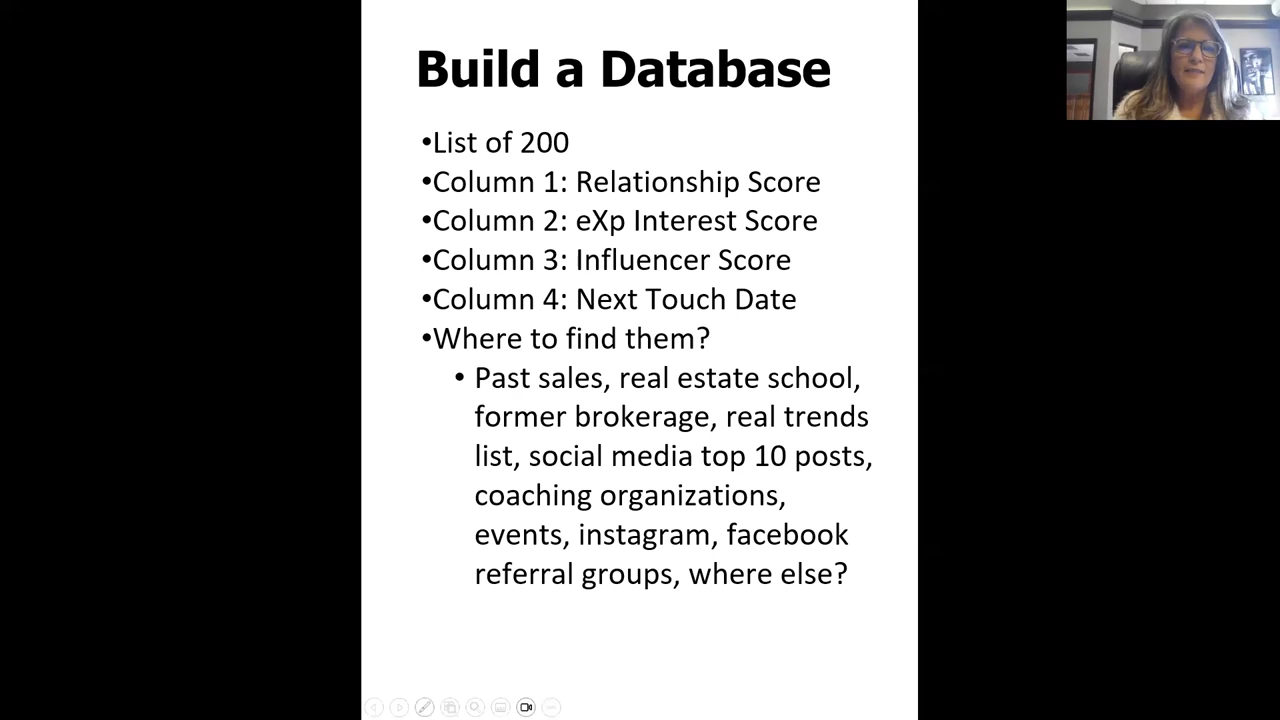 Build a Database
•List of 200
•Column 1: Relationship Score
•Column 2: eXp Interest Score
•Column 3: Influencer Score
•Column 4: Next Touch Date
•Where to find them?
• Past sales, real estate school,
former brokerage, real trends
list, social media top 10 posts,
coaching organizations,
events, instagram, facebook
referral groups, where else?